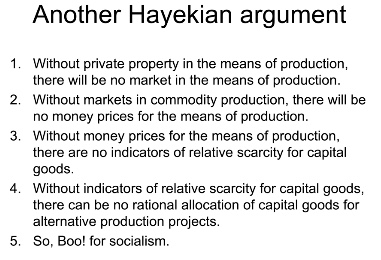 Another Hayekian argument
1. Without private property in the means of production,
there will be no market in the means of production.
2. Without markets in commodity production, there will be
no money prices for the means of production.
3. Without money prices for the means of production,
there are no indicators of relative scarcity for capital
goods.
4. Without indicators of relative scarcity for capital goods,
there can be no rational allocation of capital goods for
alternative production projects.
5. So, Boo! for socialism.